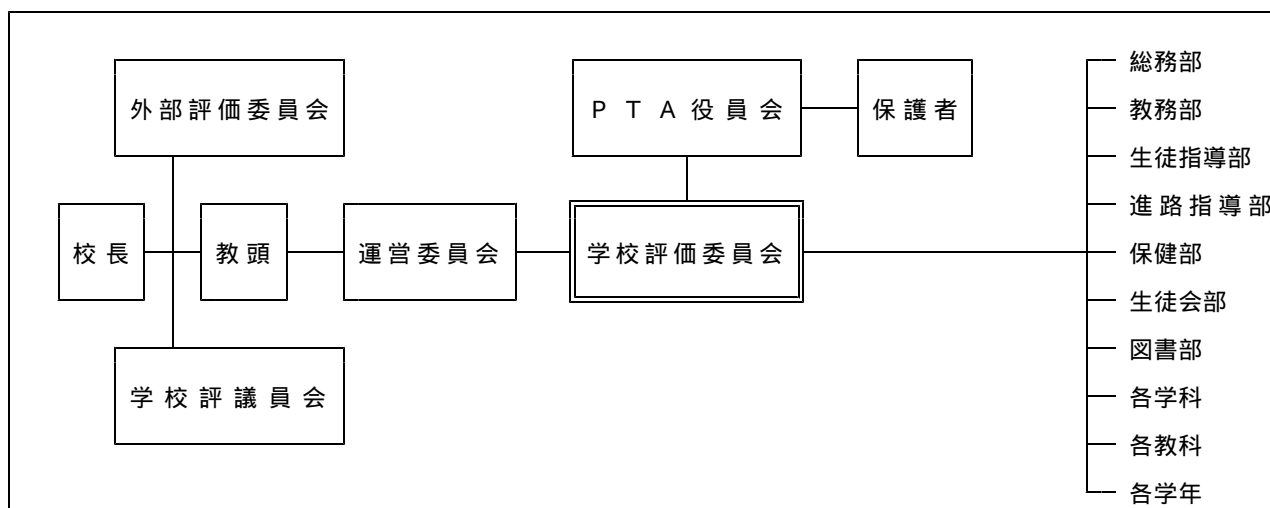 外部評価委員会
PTA役員会
保護者
校長
教頭
運営委員会
学校評価委員会
学校評議員会
総務部
教務部
生徒指導部
進路指導部
保健部
生徒会部
図書部
各学科
各教科
各学年